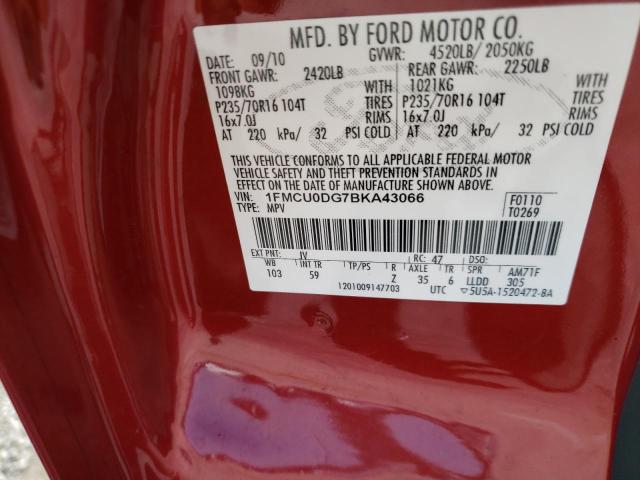 MFD. BY FORD MOTOR CO.
DATE: 09/10 GVWR: 4520LB/ 2050KG
FRONT GAWR: 2420LB REAR GAWR: 2250LB
1098KG WITH 1021KG WITH
P235/70R16 104T TIRES P235/70R16 104T TIRES
16x7.0J RIMS 16x7.0J RIMS
AT 220 kPa/ 32 PSI COLD AT 220 kPa/ 32 PSI COLD
THIS VEHICLE CONFORMS TO ALL APPLICABLE FEDERAL MOTOR
VEHICLE SAFETY AND THEFT PREVENTION STANDARDS IN
EFFECT ON THE DATE OF MANUFACTURE SHOWN ABOVE.
VIN: 1FMCU0DG7BKA43066 F0110
TYPE: MPV T0269
EXT PNT: JV RC: 47 DSO: AM71F
WB INT TR TP/PS R AXLE TR SPR
103 59 Z 35 6 LLDD 305
1201009147703 UTC ▽5U5A-1520472-BA